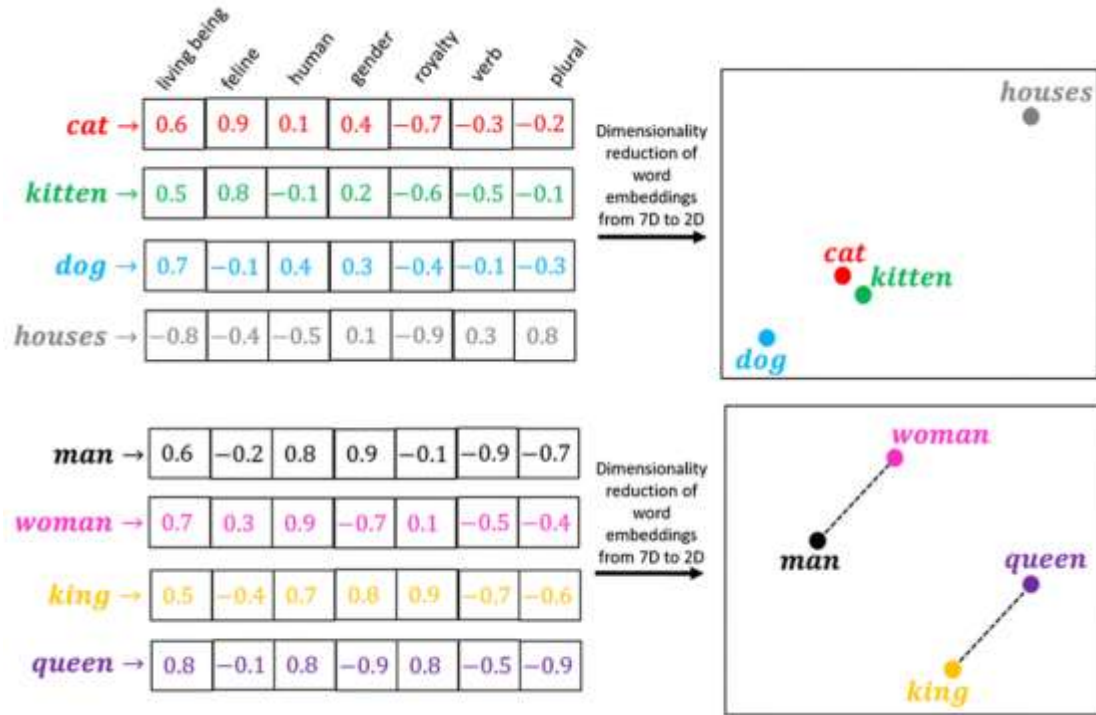 living being feline human gender royalty verb plural
cat → 0.6 0.9 0.1 0.4 −0.7 −0.3 −0.2
kitten → 0.5 0.8 −0.1 0.2 −0.6 −0.5 −0.1
dog → 0.7 −0.1 0.4 0.3 −0.4 −0.1 −0.3
houses → −0.8 −0.4 −0.5 0.1 −0.9 0.3 0.8
Dimensionality
reduction of
word
embeddings
from 7D to 2D
houses
cat
kitten
dog
man → 0.6 −0.2 0.8 0.9 −0.1 −0.9 −0.7
woman → 0.7 0.3 0.9 −0.7 0.1 −0.5 −0.4
king → 0.5 −0.4 0.7 0.8 0.9 −0.7 −0.6
queen → 0.8 −0.1 0.8 −0.9 0.8 −0.5 −0.9
Dimensionality
reduction of
word
embeddings
from 7D to 2D
woman
man
queen
king